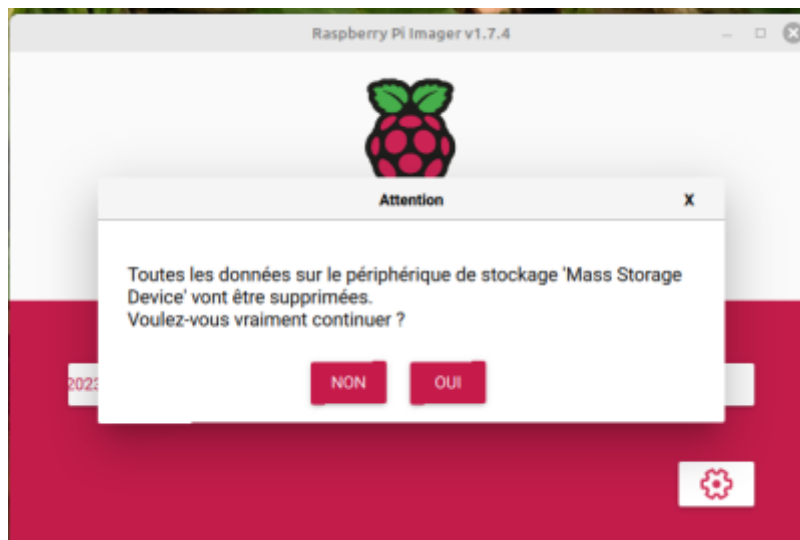 Raspberry Pi Imager v1.7.4
Attention
X
Toutes les données sur le périphérique de stockage 'Mass Storage
Device' vont être supprimées.
Voulez-vous vraiment continuer ?
2023
NON
OUI